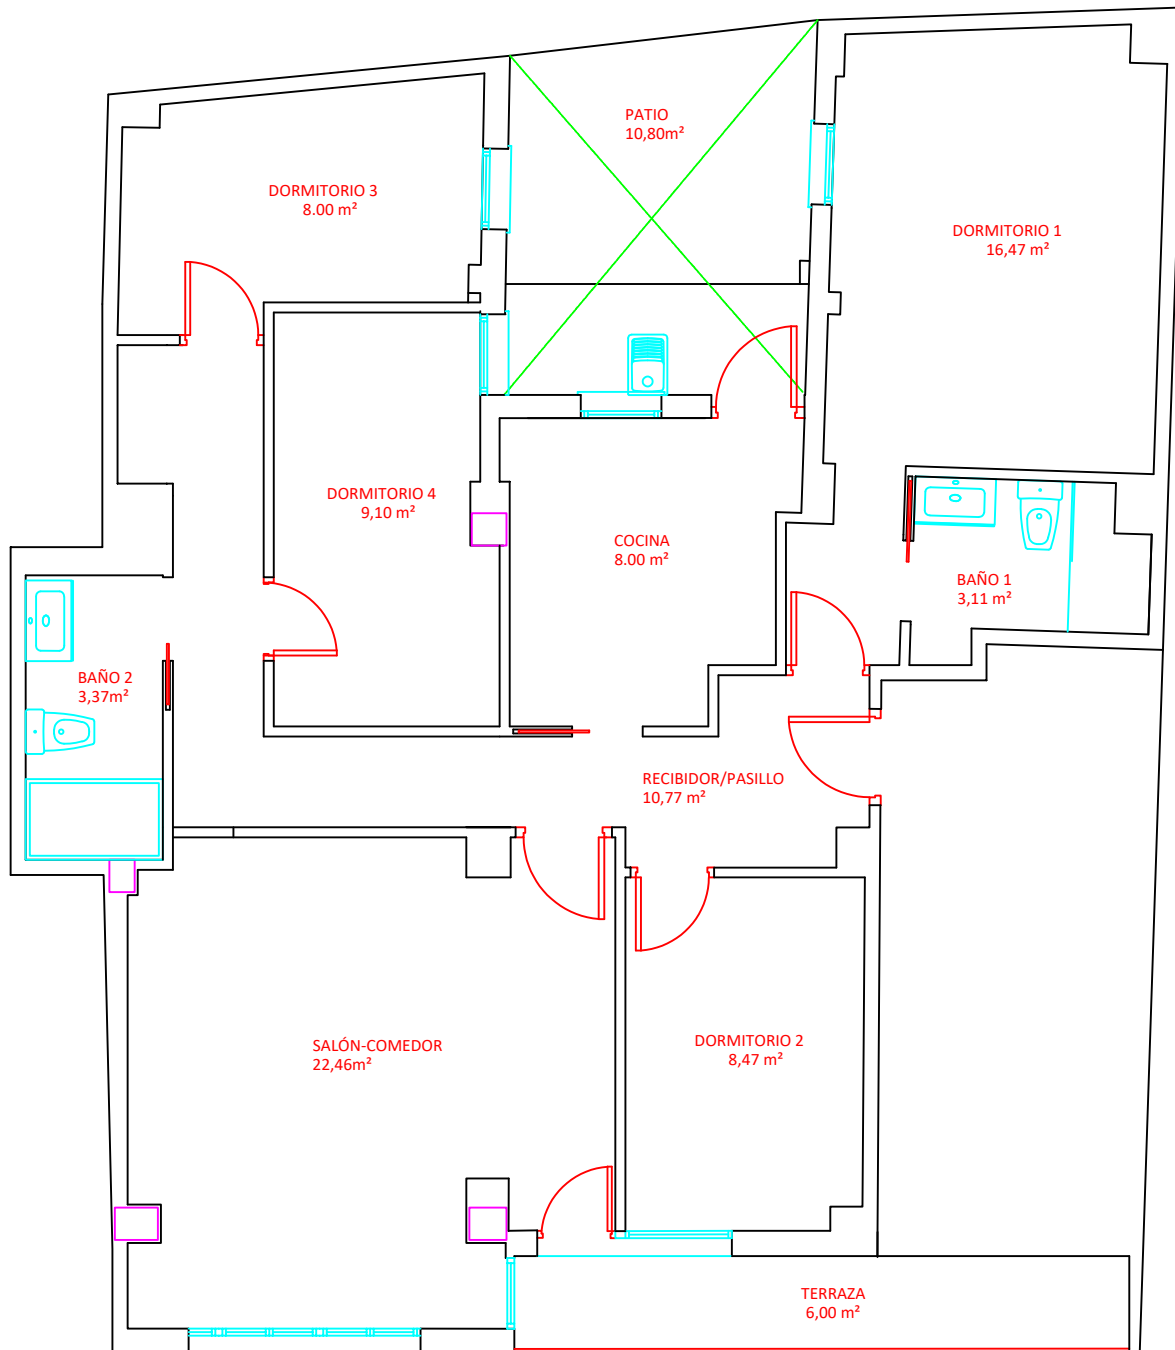 PATIO
10,80m²
DORMITORIO 3
8.00 m²
DORMITORIO 1
16,47 m²
DORMITORIO 4
9,10 m²
COCINA
8.00 m²
BAÑO 1
3,11 m²
BAÑO 2
3,37m²
RECIBIDOR/PASILLO
10,77 m²
SALÓN-COMEDOR
22,46m²
DORMITORIO 2
8,47 m²
TERRAZA
6,00 m²